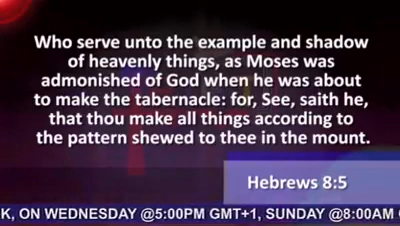 Who serve unto the example and shadow
of heavenly things, as Moses was
admonished of God when he was about
to make the tabernacle: for, See, saith he,
that thou make all things according to
the pattern shewed to thee in the mount.
Hebrews 8:5
K, ON WEDNESDAY @5:00PM GMT+1, SUNDAY @8:00AM